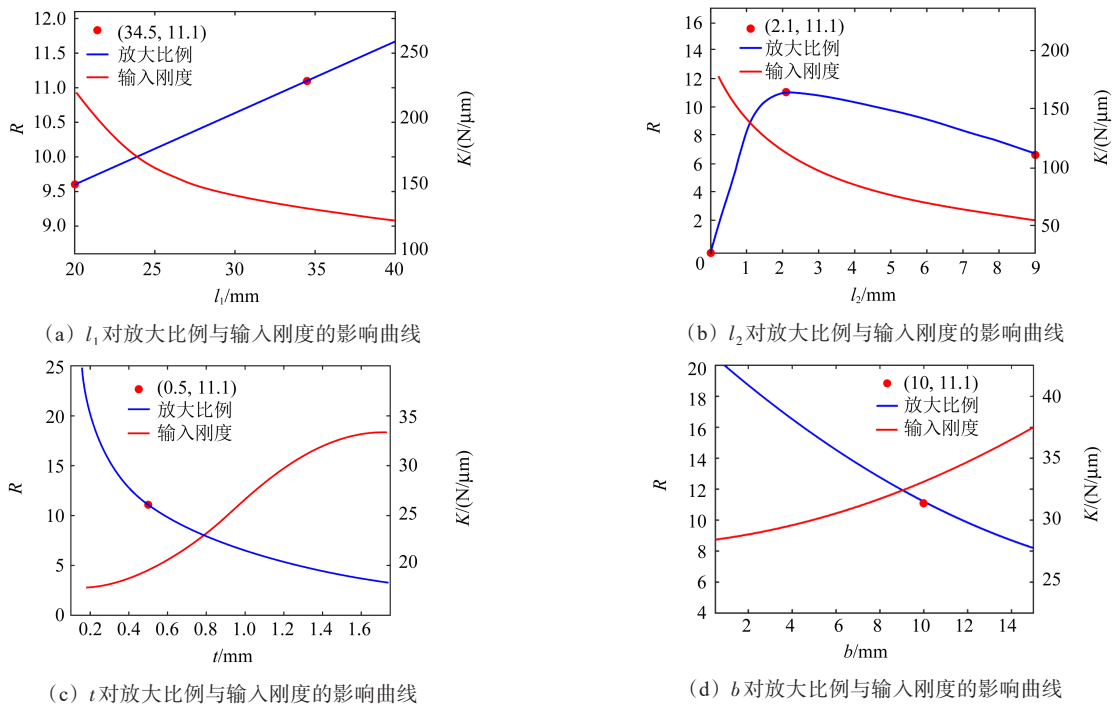 12.0
11.5
11.0
10.5
10.0
9.5
9.0
R
(34.5, 11.1)
放大比例
输入刚度
250
200
150
100
K/(N/μm)
20 25 30 35 40
l₁/mm
(a) l₁对放大比例与输入刚度的影响曲线
16
14
12
10
8
6
4
2
0
R
(2.1, 11.1)
放大比例
输入刚度
200
150
100
50
K/(N/μm)
1 2 3 4 5 6 7 8 9
l₂/mm
(b) l₂对放大比例与输入刚度的影响曲线
25
20
15
10
5
0
R
(0.5, 11.1)
放大比例
输入刚度
35
30
25
20
K/(N/μm)
0.2 0.4 0.6 0.8 1.0 1.2 1.4 1.6
t/mm
(c) t对放大比例与输入刚度的影响曲线
20
18
16
14
12
10
8
6
4
R
(10, 11.1)
放大比例
输入刚度
40
35
30
25
K/(N/μm)
2 4 6 8 10 12 14
b/mm
(d) b对放大比例与输入刚度的影响曲线